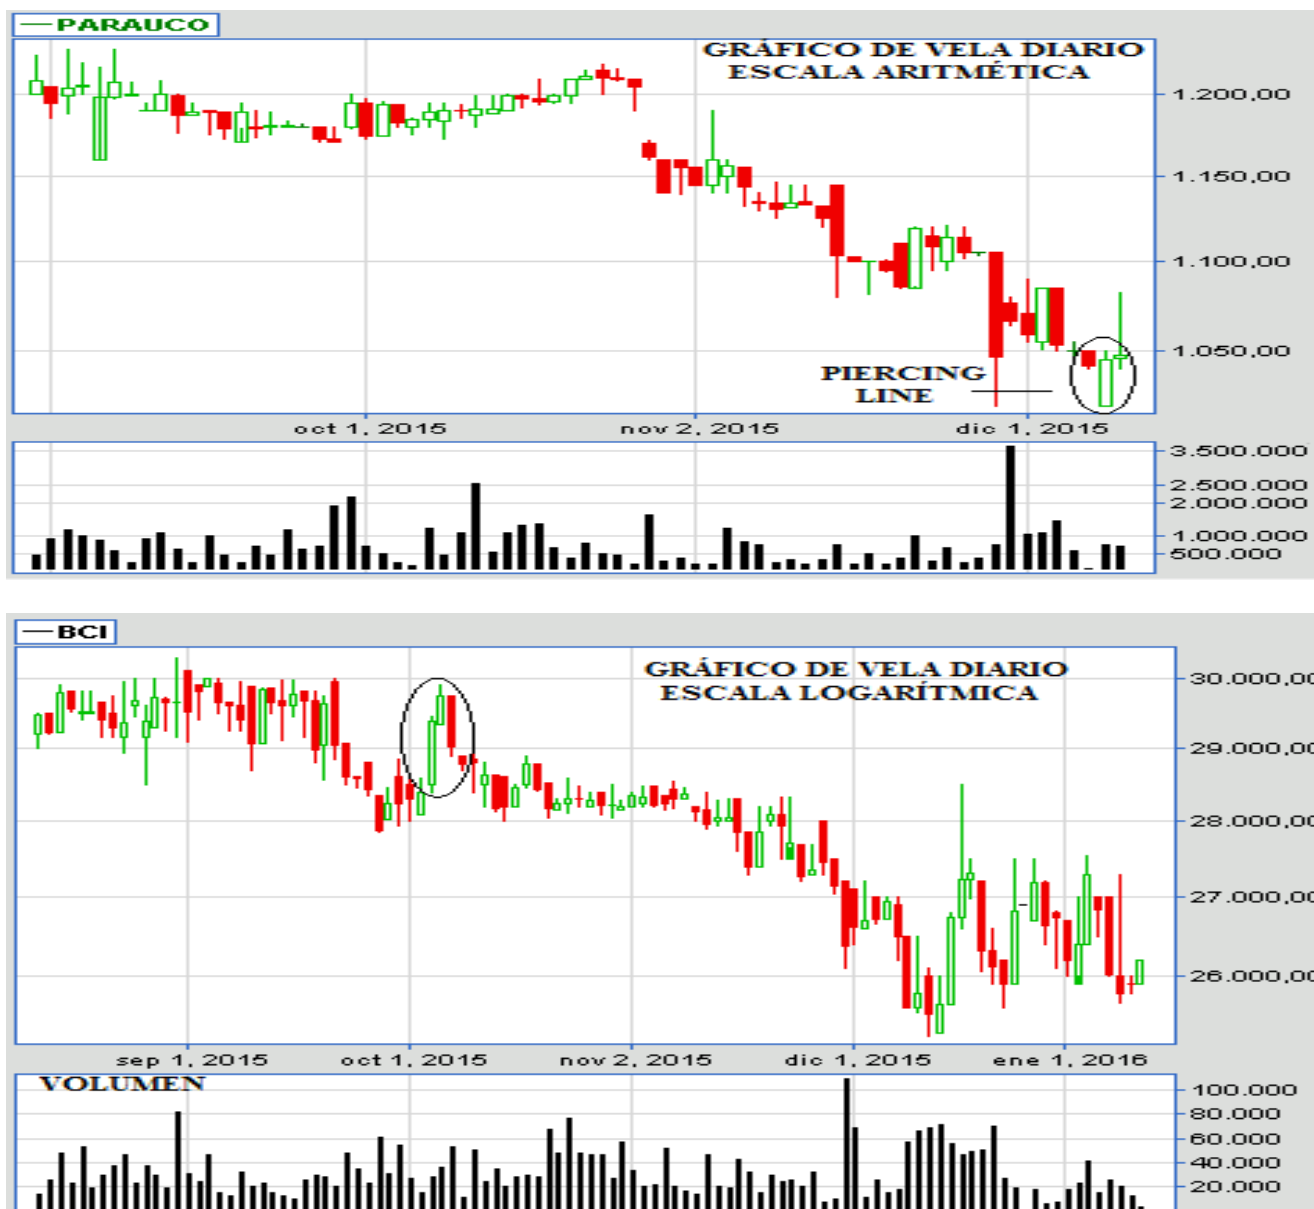 PARAUCO
GRÁFICO DE VELA DIARIO
ESCALA ARITMÉTICA
1.200,00
1.150,00
1.100,00
1.050,00
PIERCING
LINE
oct 1, 2015
nov 2, 2015
dic 1, 2015
3.500.000
2.500.000
2.000.000
1.000.000
500.000
BCI
GRÁFICO DE VELA DIARIO
ESCALA LOGARÍTMICA
30.000,00
29.000,00
28.000,00
27.000,00
26.000,00
sep 1, 2015
oct 1, 2015
nov 2, 2015
dic 1, 2015
ene 1, 2016
VOLUMEN
100.000
80.000
60.000
40.000
20.000